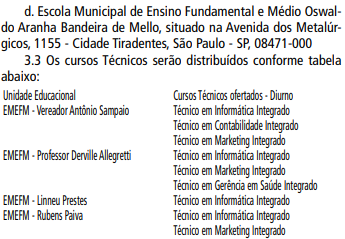 d. Escola Municipal de Ensino Fundamental e Médio Oswal-
do Aranha Bandeira de Mello, situado na Avenida dos Metalúr-
gicos, 1155 - Cidade Tiradentes, São Paulo - SP, 08471-000
3.3 Os cursos Técnicos serão distribuídos conforme tabela
abaixo:
Unidade Educacional Cursos Técnicos ofertados - Diurno
EMEFM - Vereador Antônio Sampaio Técnico em Informática Integrado
Técnico em Contabilidade Integrado
Técnico em Marketing Integrado
EMEFM - Professor Derville Allegretti Técnico em Informática Integrado
Técnico em Marketing Integrado
Técnico em Gerência em Saúde Integrado
EMEFM - Linneu Prestes Técnico em Informática Integrado
EMEFM - Rubens Paiva Técnico em Informática Integrado
Técnico em Marketing Integrado